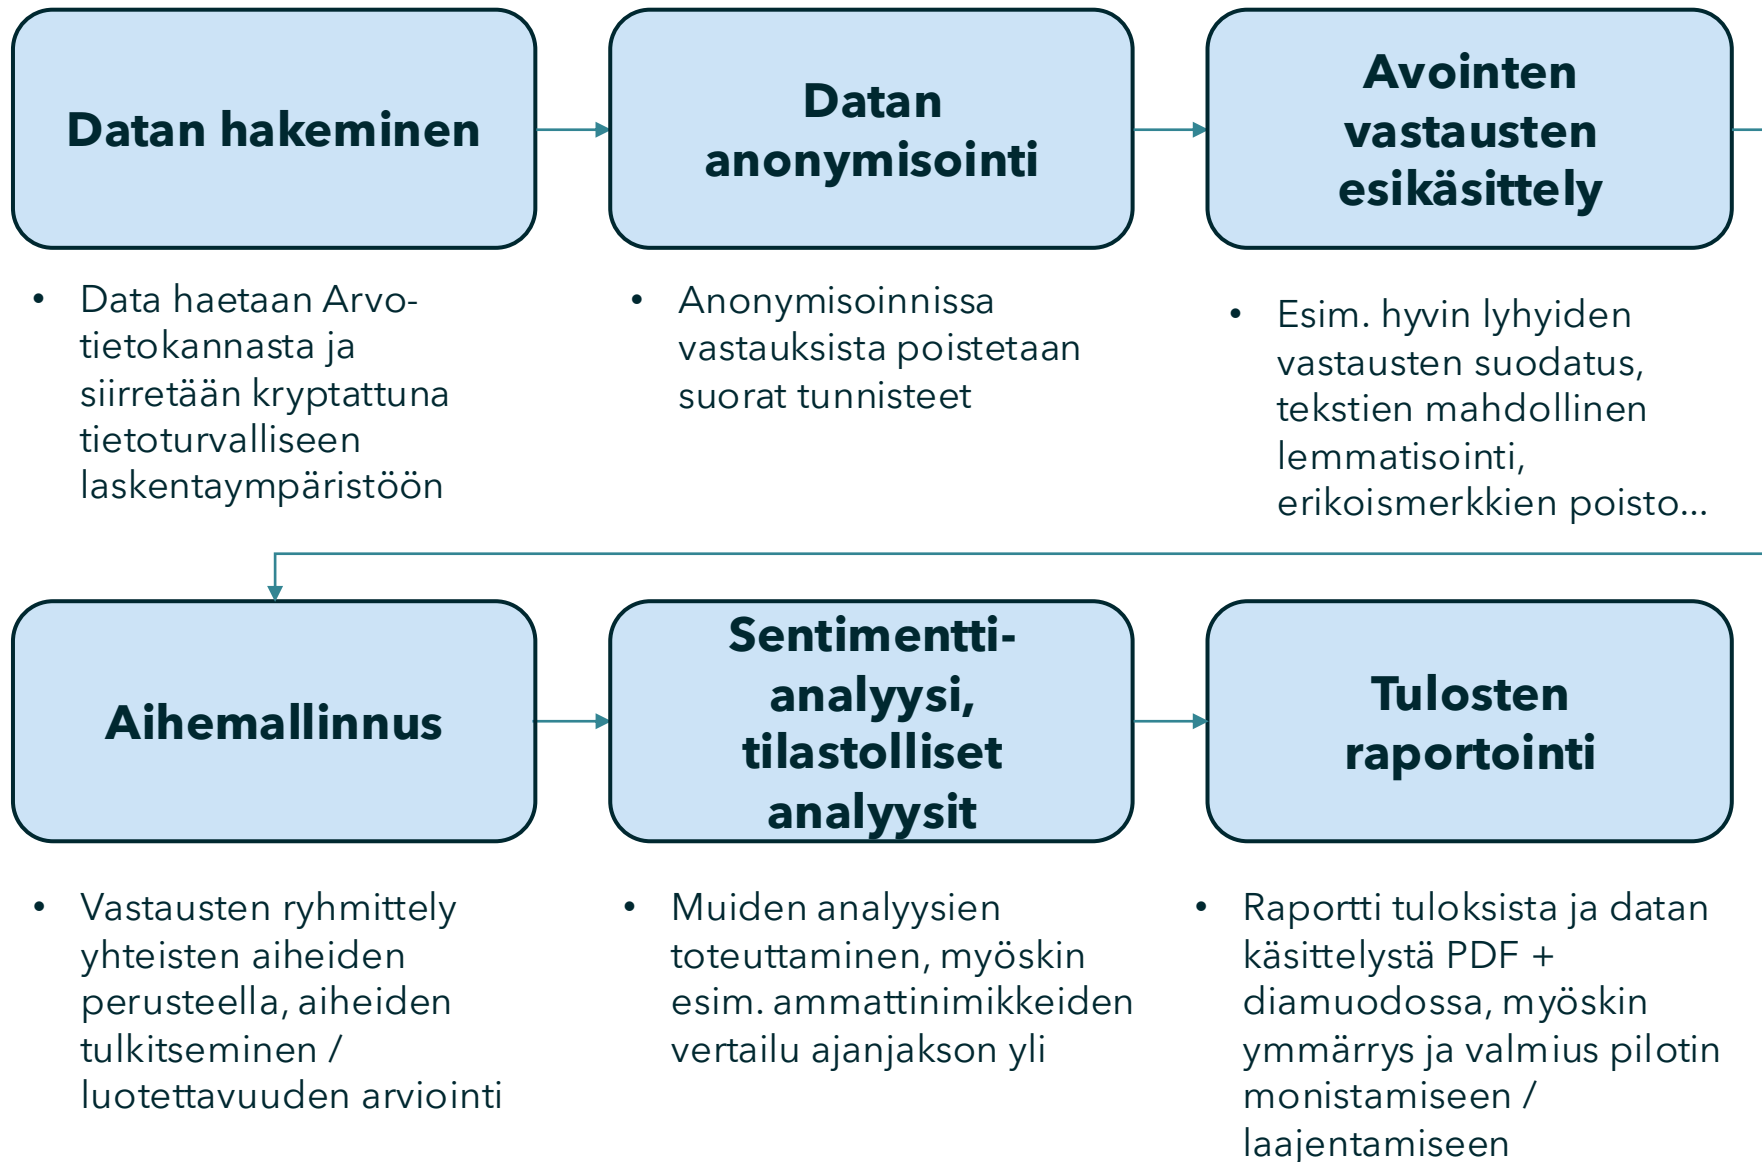 Datan hakeminen
Datan
anonymisointi
Avointen
vastausten
esikäsittely
• Data haetaan Arvo-
tietokannasta ja
siirretään kryptattuna
tietoturvalliseen
laskentaympäristöön
• Anonymisoinnissa
vastauksista poistetaan
suorat tunnisteet
• Esim. hyvin lyhyiden
vastausten suodatus,
tekstien mahdollinen
lemmatisointi,
erikoismerkkien poisto...
Aihemallinnus
Sentimentti-
analyysi,
tilastolliset
analyysit
Tulosten
raportointi
• Vastausten ryhmittely
yhteisten aiheiden
perusteella, aiheiden
tulkitseminen /
luotettavuuden arviointi
• Muiden analyysien
toteuttaminen, myöskin
esim. ammattinimikkeiden
vertailu ajanjakson yli
• Raportti tuloksista ja datan
käsittelystä PDF +
diamuodossa, myöskin
ymmärrys ja valmius pilotin
monistamiseen /
laajentamiseen